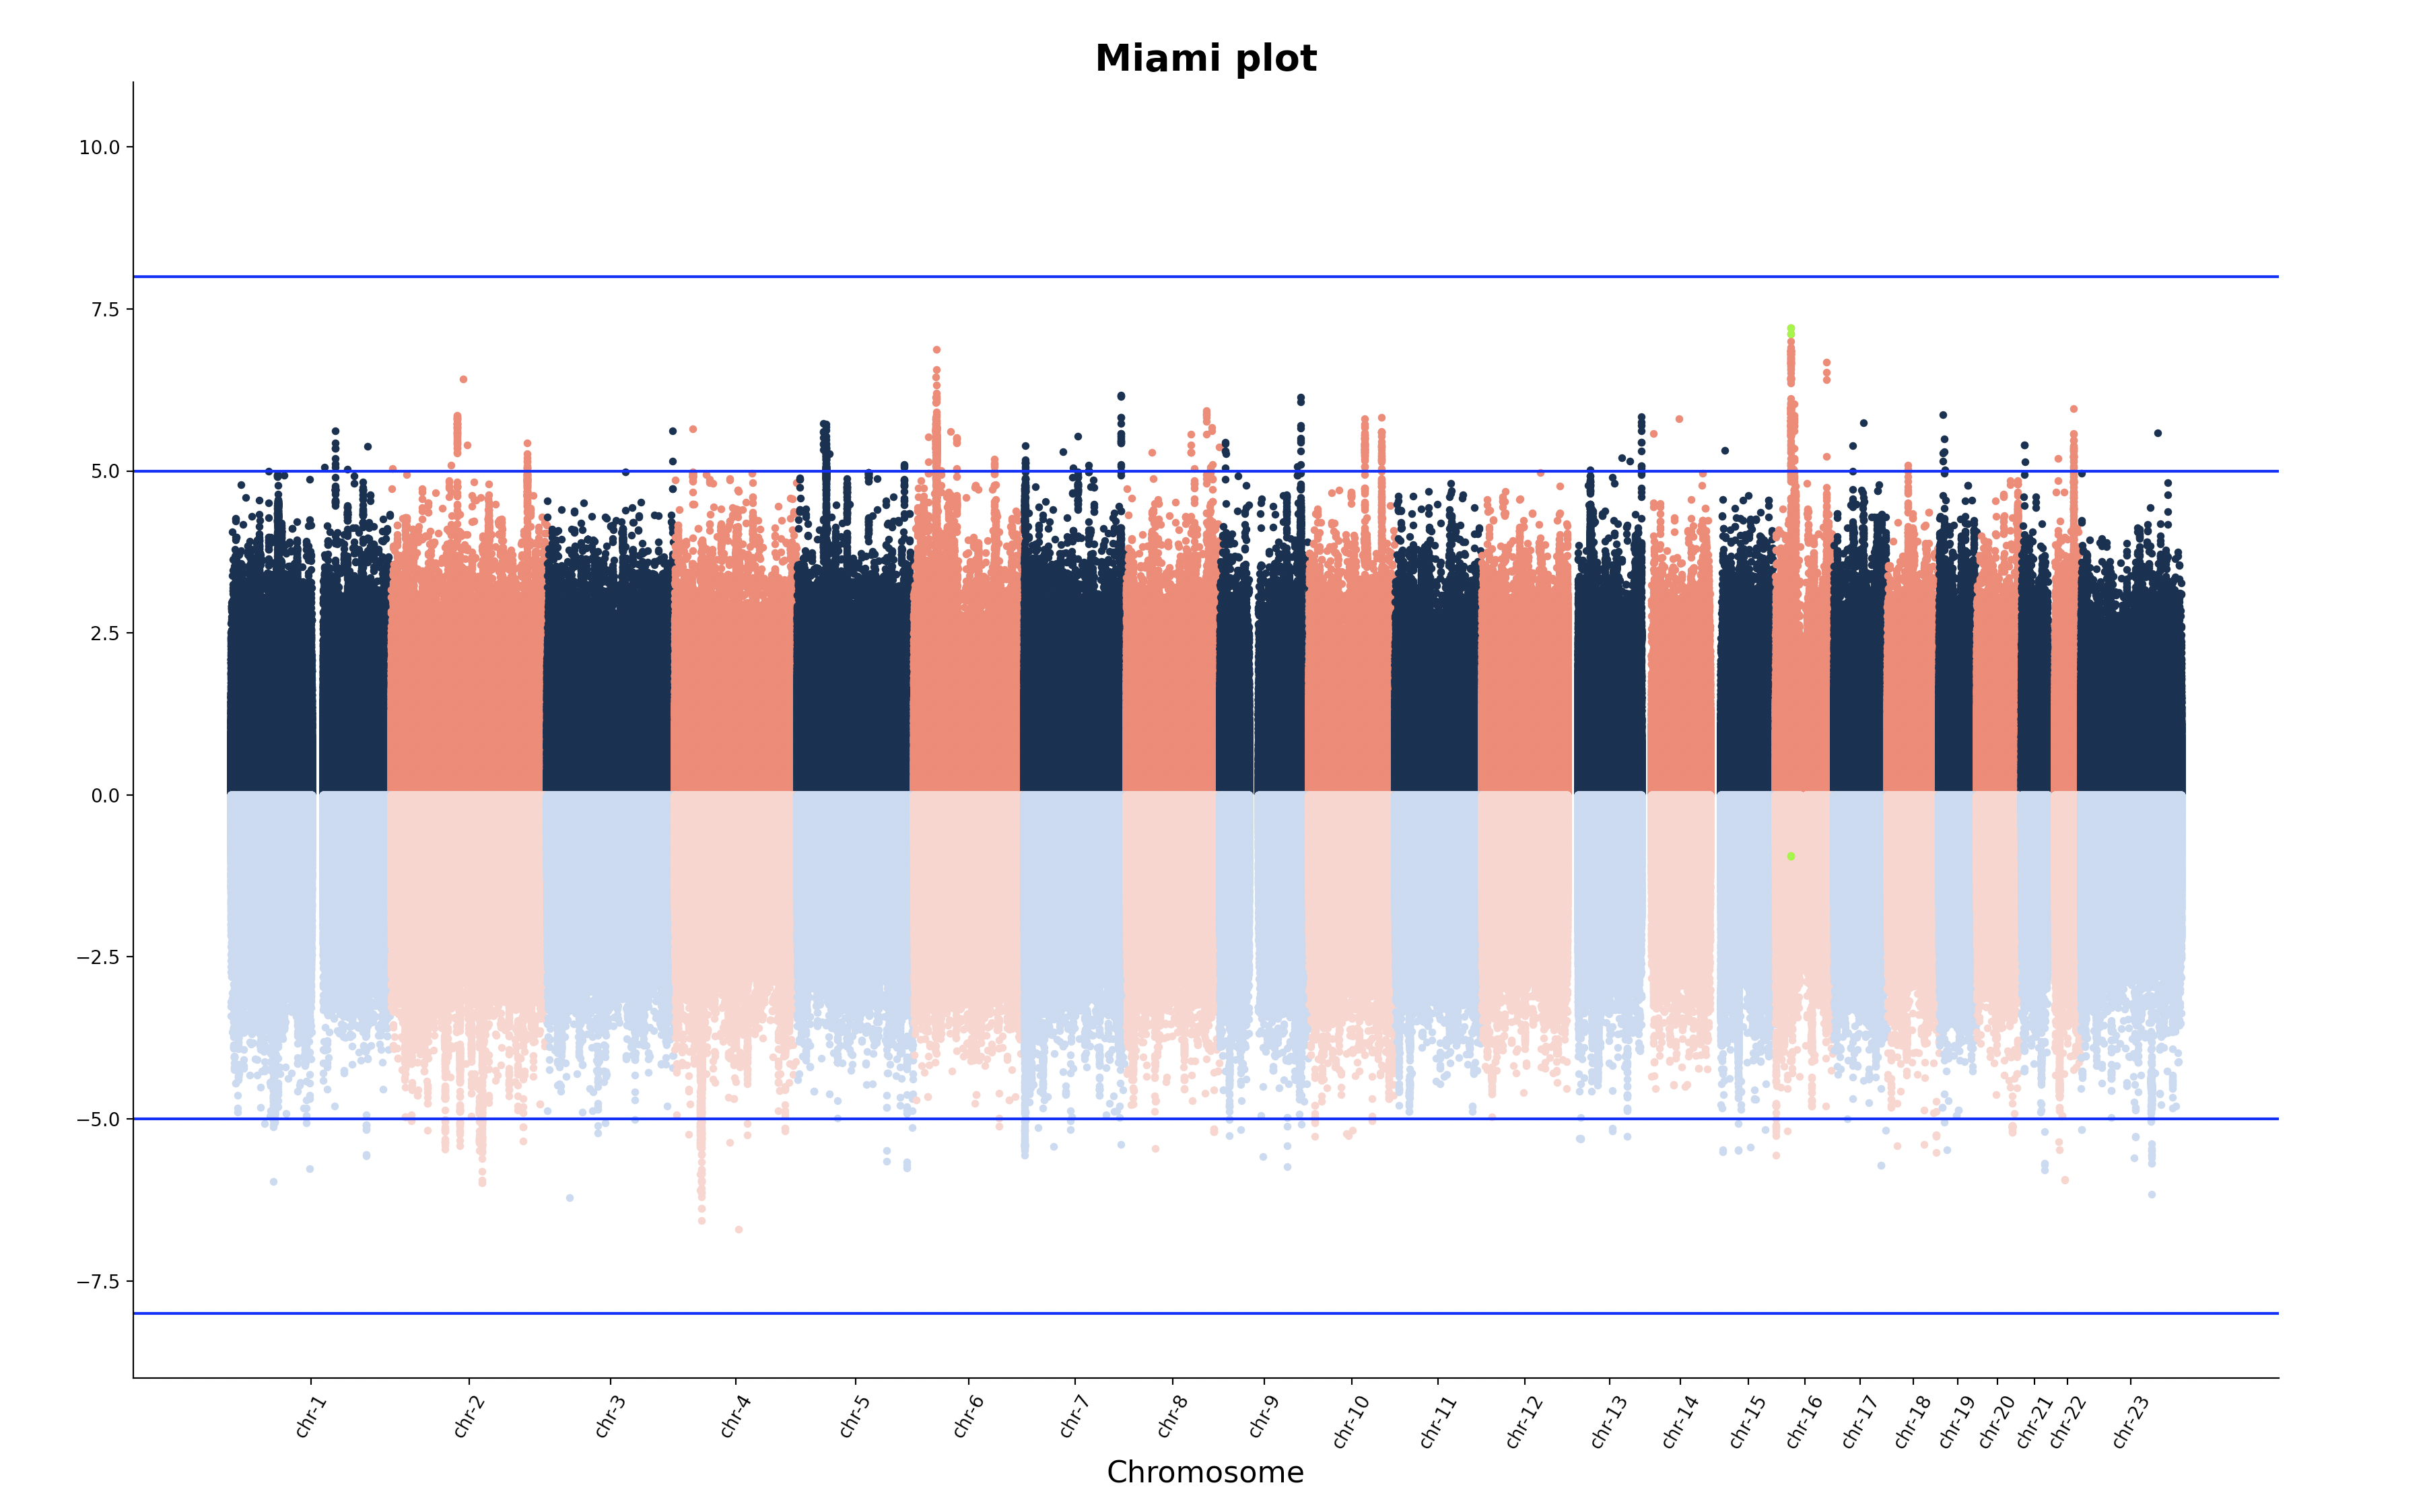 Miami plot
10.0
7.5
5.0
2.5
0.0
−2.5
−5.0
−7.5
chr-1 chr-2 chr-3 chr-4 chr-5 chr-6 chr-7 chr-8 chr-9 chr-10 chr-11 chr-12 chr-13 chr-14 chr-15 chr-16 chr-17 chr-18 chr-19 chr-20 chr-21 chr-22 chr-23
Chromosome